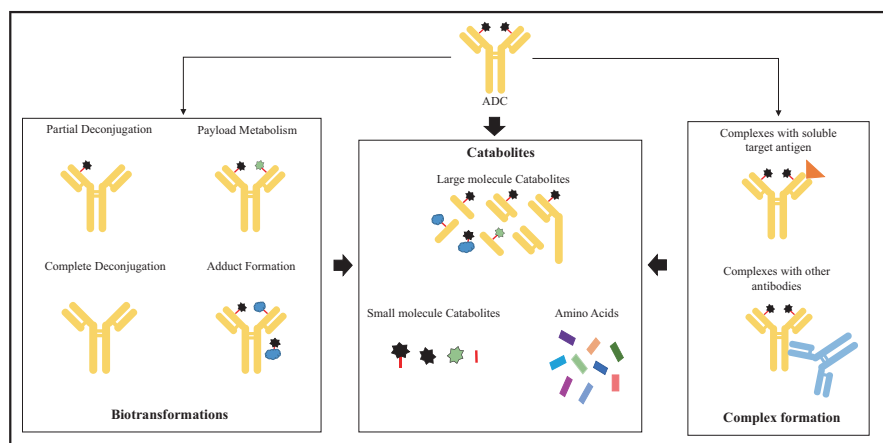 ADC
Partial Deconjugation
Payload Metabolism
Complete Deconjugation
Adduct Formation
Biotransformations
Catabolites
Large molecule Catabolites
Small molecule Catabolites
Amino Acids
Complexes with soluble
target antigen
Complexes with other
antibodies
Complex formation